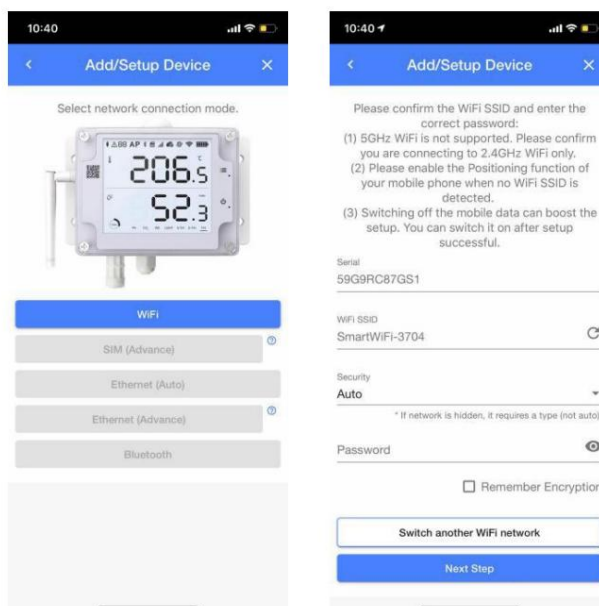 10:40
Add/Setup Device
Select network connection mode.
AP
206.5
52.3
WiFi
SIM (Advance)
Ethernet (Auto)
Ethernet (Advance)
Bluetooth
10:40
Add/Setup Device
Please confirm the WiFi SSID and enter the
correct password:
(1) 5GHz WiFi is not supported. Please confirm
you are connecting to 2.4GHz WiFi only.
(2) Please enable the Positioning function of
your mobile phone when no WiFi SSID is
detected.
(3) Switching off the mobile data can boost the
setup. You can switch it on after setup
successful.
Serial
59G9RC87GS1
WiFi SSID
SmartWiFi-3704
Security
Auto
* If network is hidden, it requires a type (not auto)
Password
Remember Encryption
Switch another WiFi network
Next Step